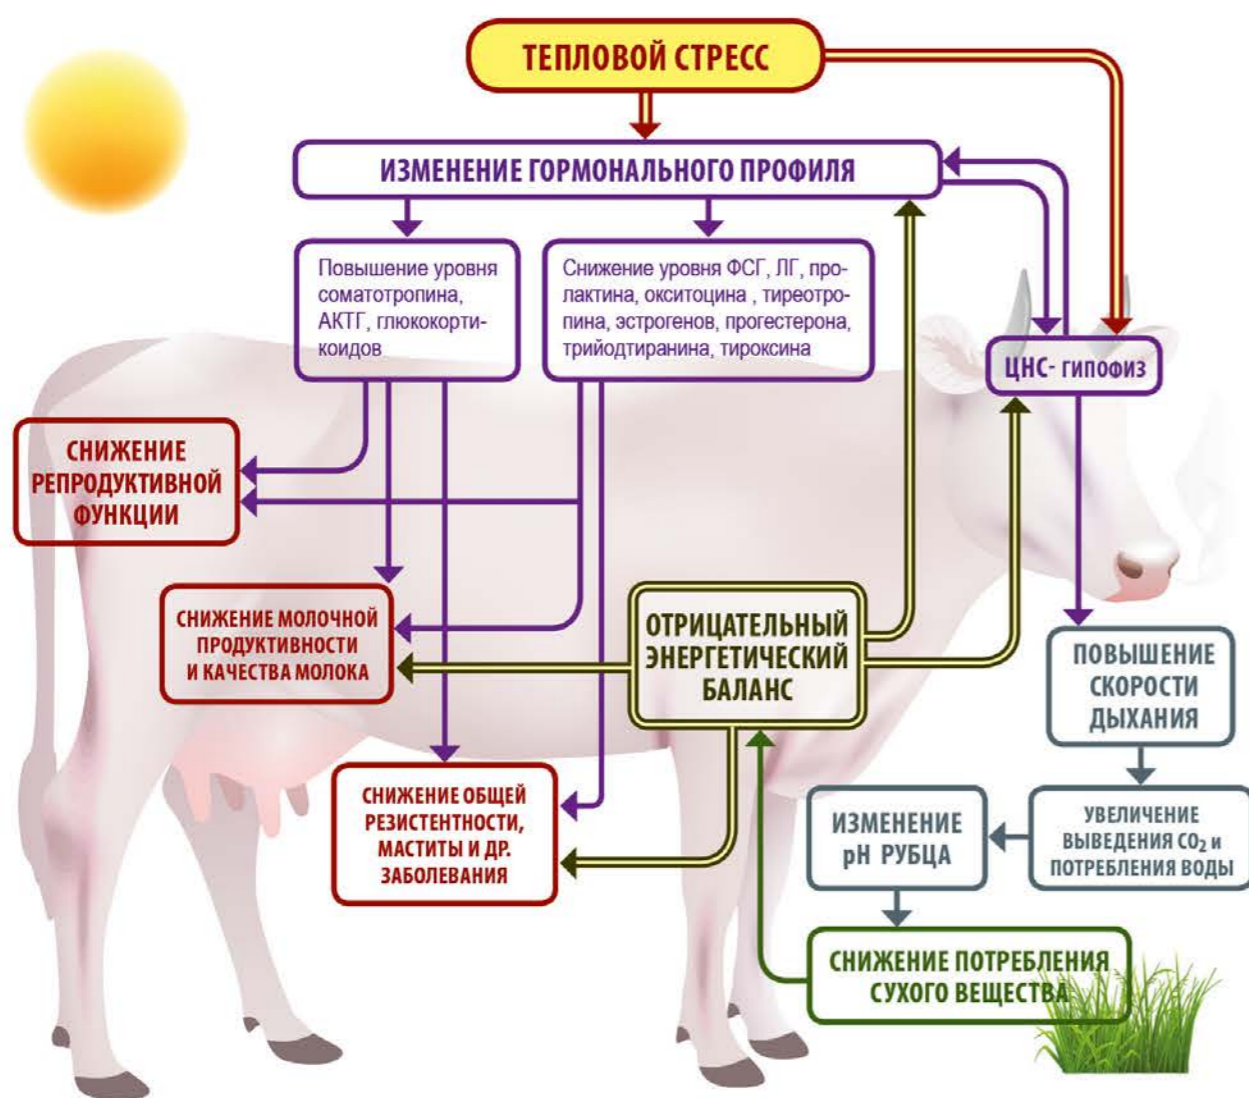 ТЕПЛОВОЙ СТРЕСС
ИЗМЕНЕНИЕ ГОРМОНАЛЬНОГО ПРОФИЛЯ
Повышение уровня
соматотропина,
АКТГ, глюкокорти-
коидов
Снижение уровня ФСГ, ЛГ, про-
лактина, окситоцина , тиреотро-
пина, эстрогенов, прогестерона,
трийодтиранина, тироксина
ЦНС- ГИПОФИЗ
СНИЖЕНИЕ
РЕПРОДУКТИВНОЙ
ФУНКЦИИ
СНИЖЕНИЕ МОЛОЧНОЙ
ПРОДУКТИВНОСТИ
И КАЧЕСТВА МОЛОКА
ОТРИЦАТЕЛЬНЫЙ
ЭНЕРГЕТИЧЕСКИЙ
БАЛАНС
ПОВЫШЕНИЕ
СКОРОСТИ
ДЫХАНИЯ
СНИЖЕНИЕ ОБЩЕЙ
РЕЗИСТЕНТНОСТИ,
МАСТИТЫ И ДР.
ЗАБОЛЕВАНИЯ
ИЗМЕНЕНИЕ
рН РУБЦА
УВЕЛИЧЕНИЕ
ВЫВЕДЕНИЯ CO₂ и
ПОТРЕБЛЕНИЯ ВОДЫ
СНИЖЕНИЕ ПОТРЕБЛЕНИЯ
СУХОГО ВЕЩЕСТВА